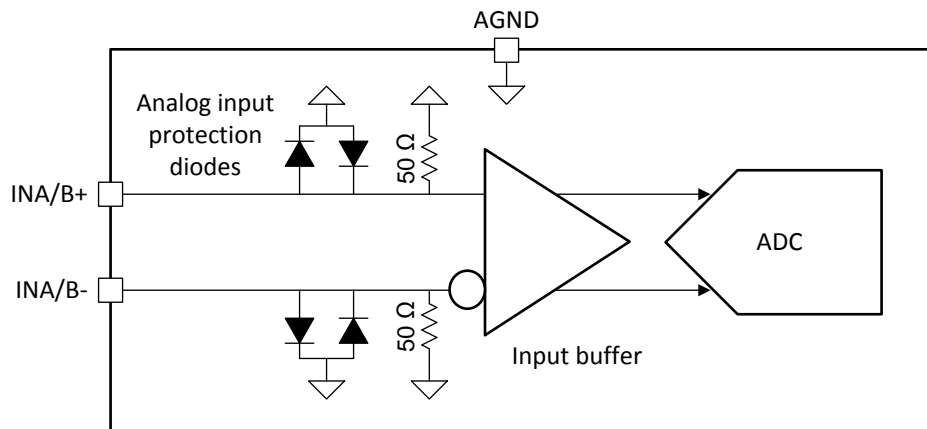 AGND
Analog input
protection
diodes
50 Ω
INA/B+
ADC
INA/B-
50 Ω
Input buffer